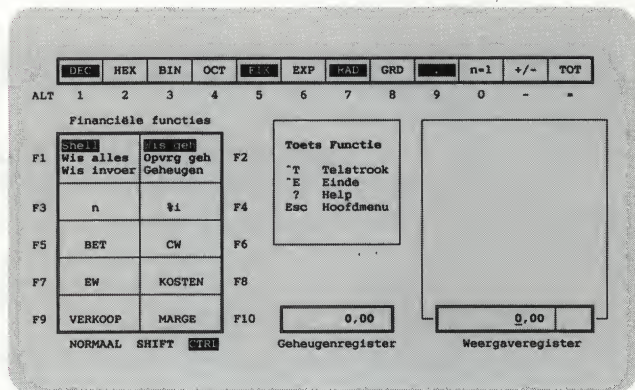 DEC HEX BIN OCT FIX EXP RAD GRD . n=1 +/- TOT
ALT 1 2 3 4 5 6 7 8 9 0 - =
Financiële functies
Shell Wis geh
F1 Wis alles Opvrg geh F2
Wis invoer Geheugen
Toets Functie
^T Telstrook
^E Einde
? Help
Esc Hoofdmenu
F3 n %i F4
F5 BET CW F6
F7 EW KOSTEN F8
F9 VERKOOP MARGE F10
0,00
0,00
NORMAAL SHIFT CTRL
Geheugenregister
Weergaveregister